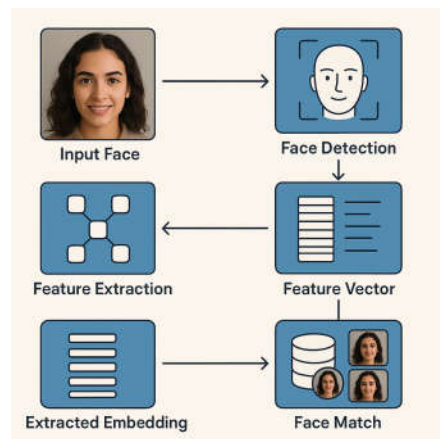 Input Face
Face Detection
Feature Extraction
Feature Vector
Extracted Embedding
Face Match